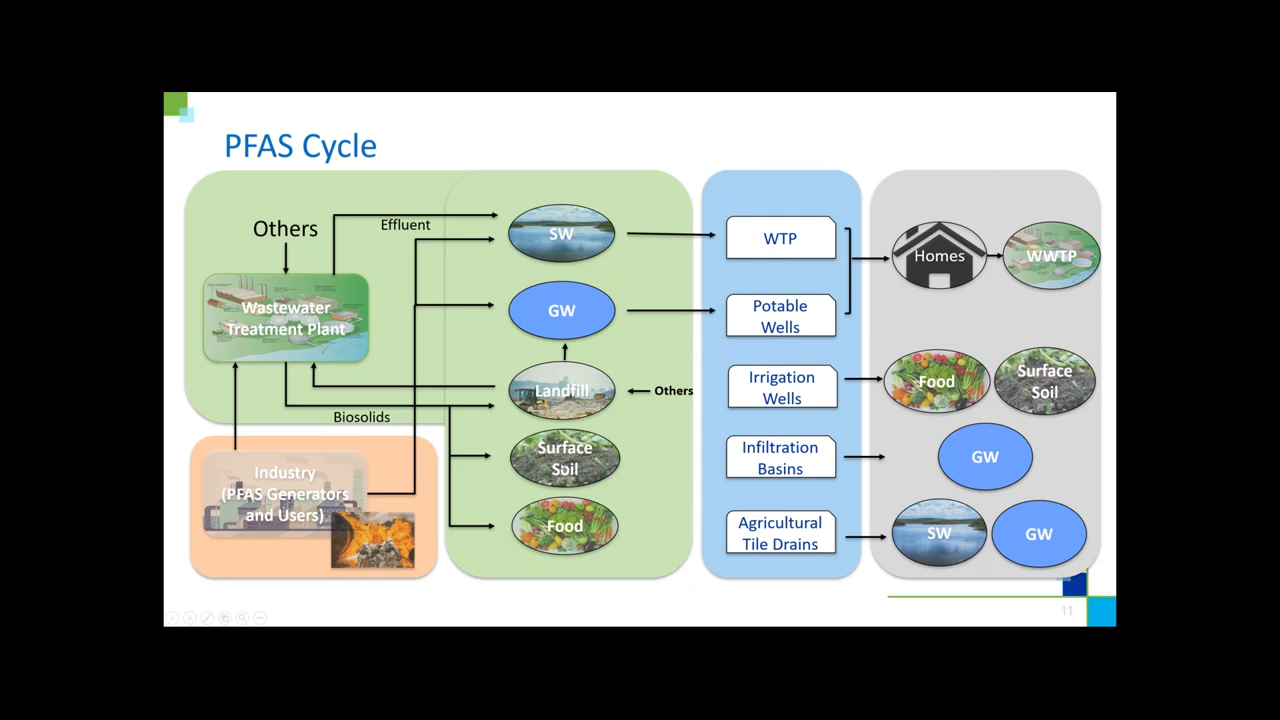 PFAS Cycle
Others
Effluent
Wastewater
Treatment Plant
Biosolids
Industry
(PFAS Generators
and Users)
SW
GW
Landfill
Others
Surface
Soil
Food
WTP
Potable
Wells
Irrigation
Wells
Infiltration
Basins
Agricultural
Tile Drains
Homes
WWTP
Food
Surface
Soil
GW
SW
GW
11